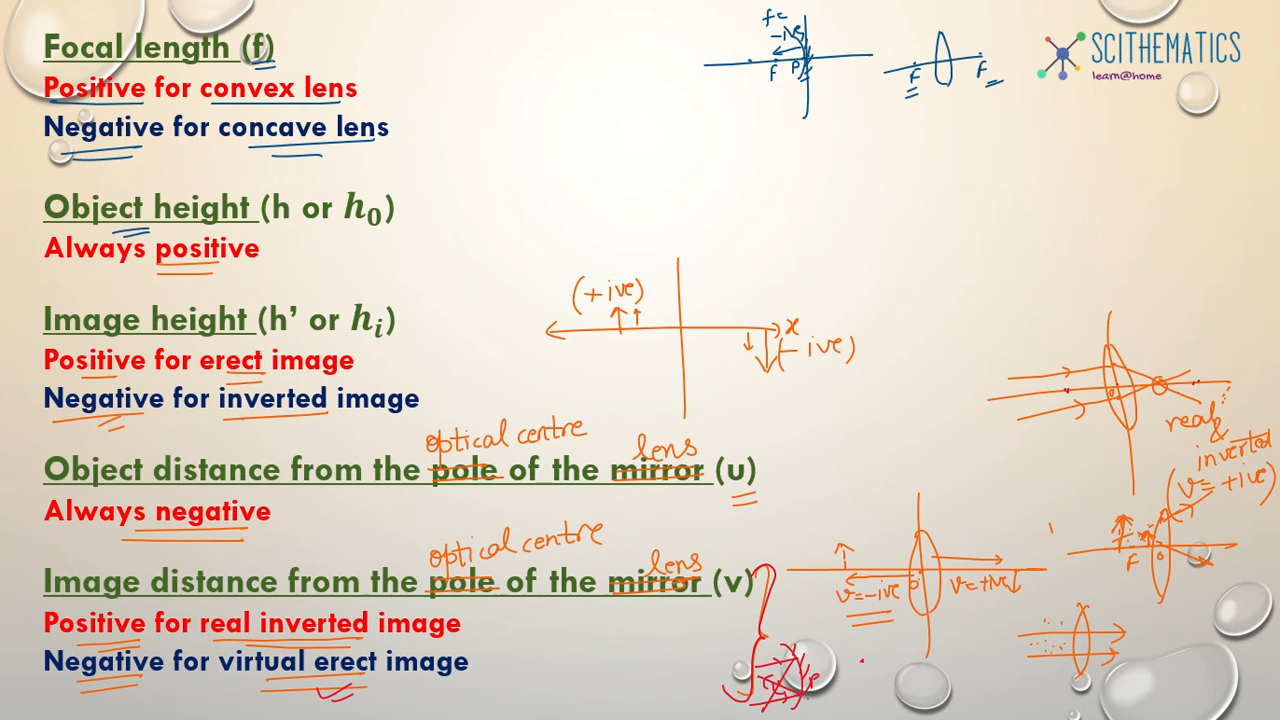 Focal length (f)
Positive for convex lens
Negative for concave lens
Object height (h or h₀)
Always positive
Image height (h’ or hᵢ)
Positive for erect image
Negative for inverted image
optical centre lens
Object distance from the pole of the mirror (u)
Always negative
optical centre lens
Image distance from the pole of the mirror (v)
Positive for real inverted image
Negative for virtual erect image
f=
-ive
F P
F F
SCITHEMATICS
learn@home
(+ive)
x
(-ive)
real
&
inverted
(v=+ive)
v=-ive v=+ive
F
P